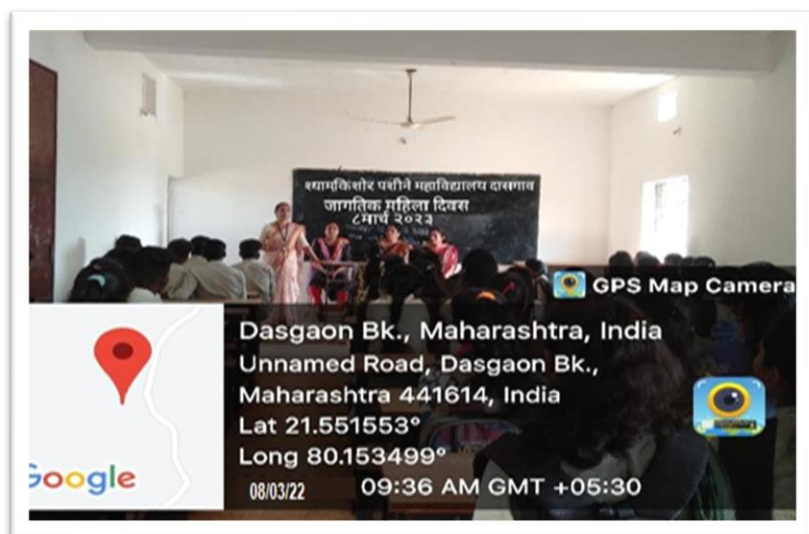 श्यामकिशोर पशीने महाविद्यालय दासगाव
जागतिक महिला दिवस
८मार्च २०२३
GPS Map Camera
Dasgaon Bk., Maharashtra, India
Unnamed Road, Dasgaon Bk.,
Maharashtra 441614, India
Lat 21.551553°
Long 80.153499°
Google
08/03/22 09:36 AM GMT +05:30